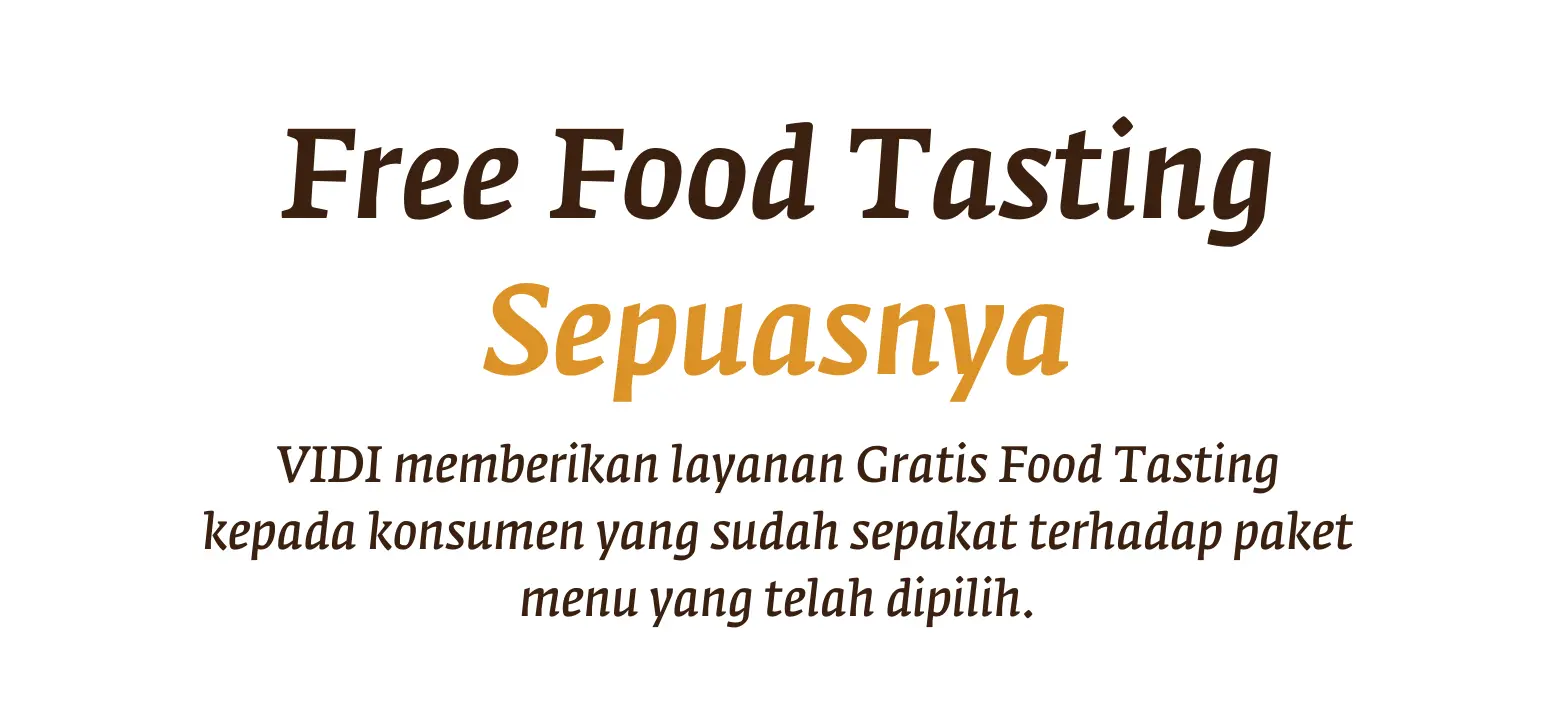 Free Food Tasting
Sepuasnya
VIDI memberikan layanan Gratis Food Tasting
kepada konsumen yang sudah sepakat terhadap paket
menu yang telah dipilih.